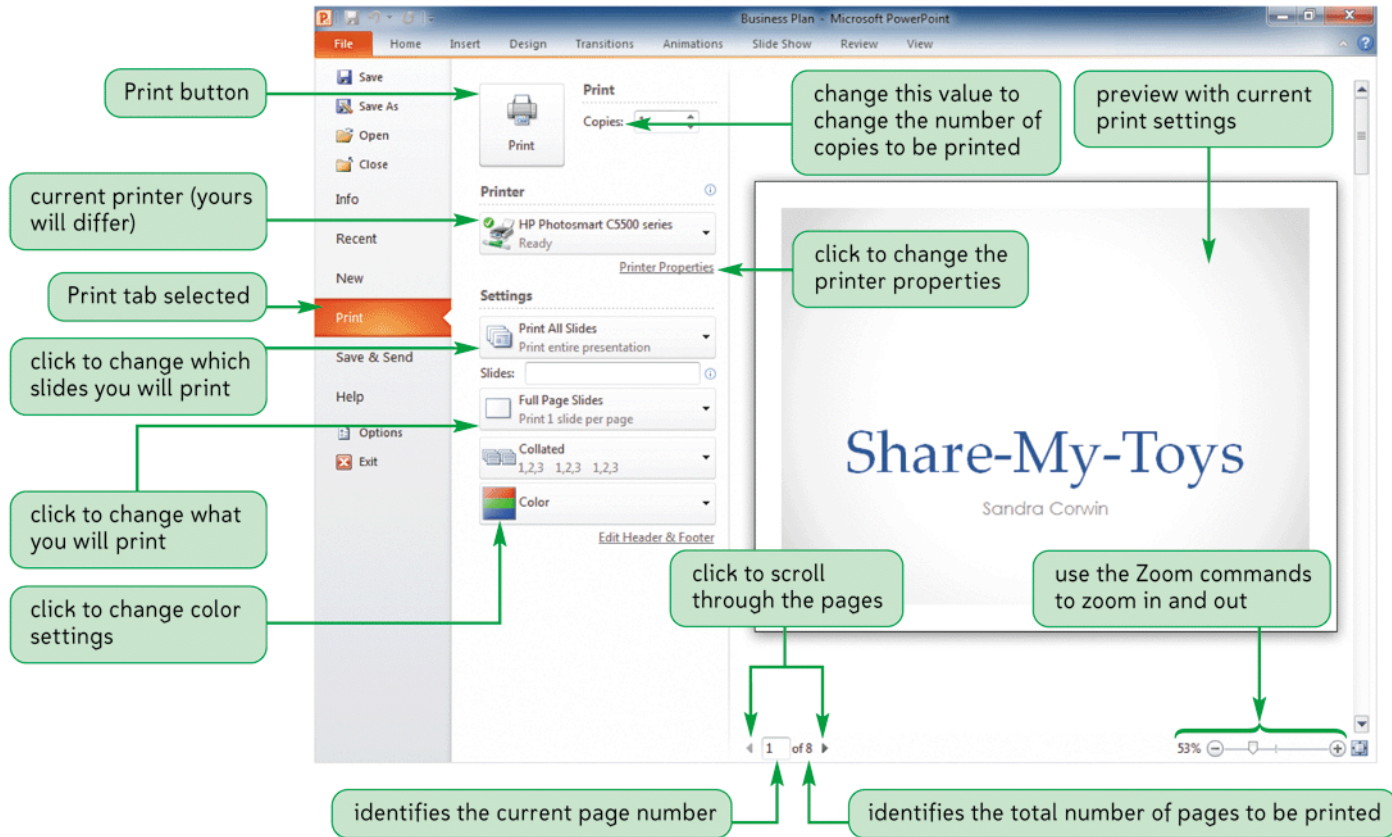 Business Plan - Microsoft PowerPoint
File Home Insert Design Transitions Animations Slide Show Review View
Print button
current printer (yours
will differ)
Print tab selected
click to change which
slides you will print
click to change what
you will print
click to change color
settings
Save
Save As
Open
Close
Info
Recent
New
Print
Save & Send
Help
Options
Exit
Print
Print
Copies:
Printer
HP Photosmart C5500 series
Ready
Printer Properties
Settings
Print All Slides
Print entire presentation
Slides:
Full Page Slides
Print 1 slide per page
Collated
1,2,3 1,2,3 1,2,3
Color
Edit Header & Footer
change this value to
change the number of
copies to be printed
preview with current
print settings
click to change the
printer properties
Share-My-Toys
Sandra Corwin
click to scroll
through the pages
use the Zoom commands
to zoom in and out
1 of 8
53%
identifies the current page number
identifies the total number of pages to be printed